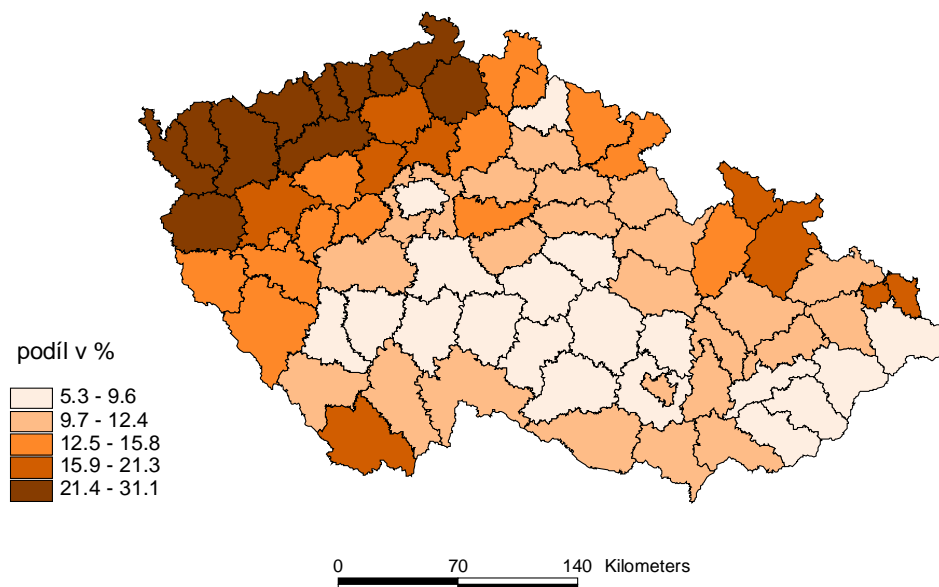 podíl v %
5.3 - 9.6
9.7 - 12.4
12.5 - 15.8
15.9 - 21.3
21.4 - 31.1
0 70 140 Kilometers